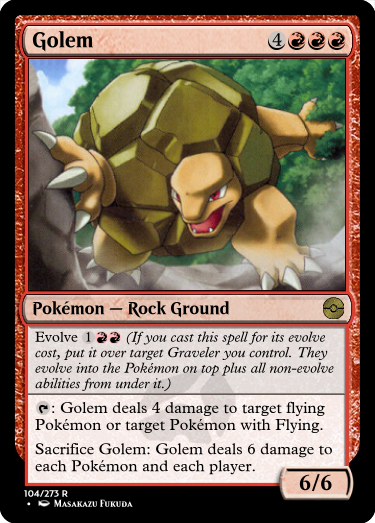 Golem 4
Pokémon — Rock Ground
Evolve 1 (If you cast this spell for its evolve
cost, put it over target Graveler you control. They
evolve into the Pokémon on top plus all non-evolve
abilities from under it.)
: Golem deals 4 damage to target flying
Pokémon or target Pokémon with Flying.
Sacrifice Golem: Golem deals 6 damage to
each Pokémon and each player.
6/6
104/273 R
• Masakazu Fukuda